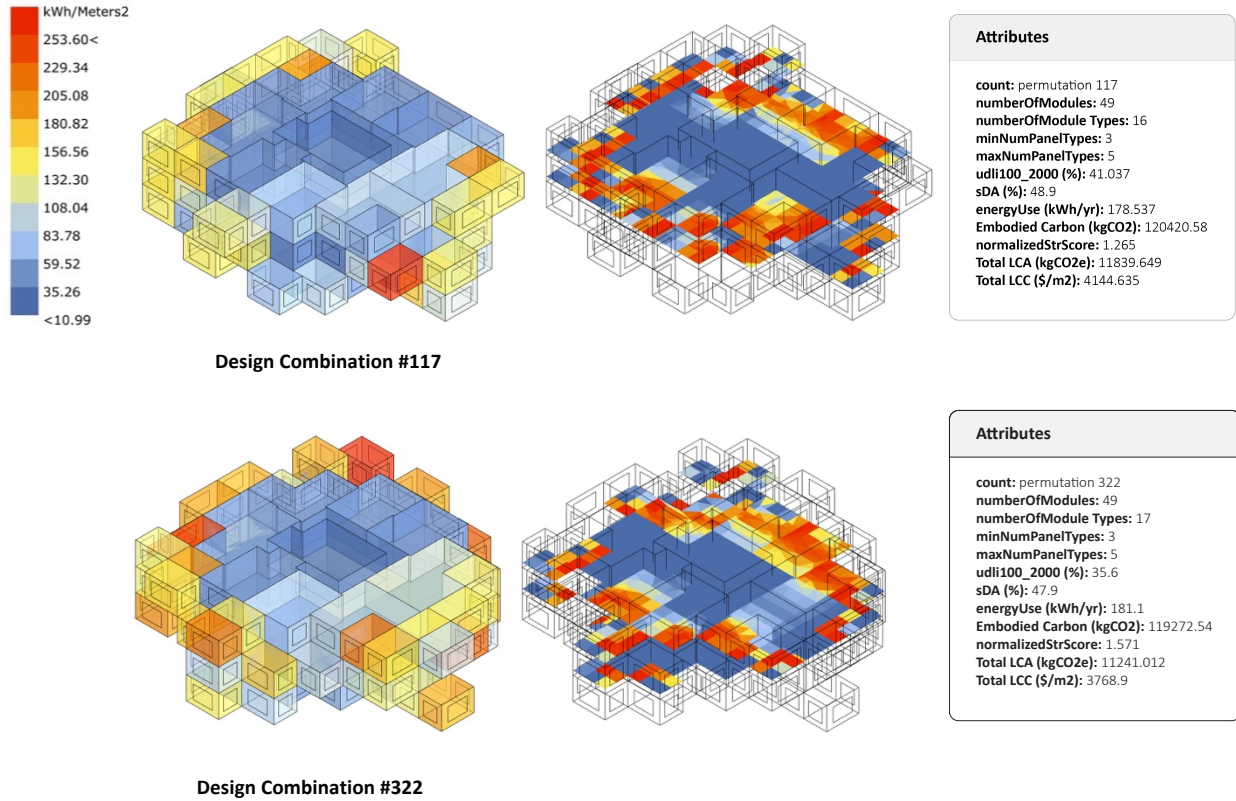 kWh/Meters2
253.60<
229.34
205.08
180.82
156.56
132.30
108.04
83.78
59.52
35.26
<10.99
Design Combination #117
Attributes
count: permutation 117
numberOfModules: 49
numberOfModule Types: 16
minNumPanelTypes: 3
maxNumPanelTypes: 5
udli100_2000 (%): 41.037
sDA (%): 48.9
energyUse (kWh/yr): 178.537
Embodied Carbon (kgCO2): 120420.58
normalizedStrScore: 1.265
Total LCA (kgCO2e): 11839.649
Total LCC ($/m2): 4144.635
Design Combination #322
Attributes
count: permutation 322
numberOfModules: 49
numberOfModule Types: 17
minNumPanelTypes: 3
maxNumPanelTypes: 5
udli100_2000 (%): 35.6
sDA (%): 47.9
energyUse (kWh/yr): 181.1
Embodied Carbon (kgCO2): 119272.54
normalizedStrScore: 1.571
Total LCA (kgCO2e): 11241.012
Total LCC ($/m2): 3768.9